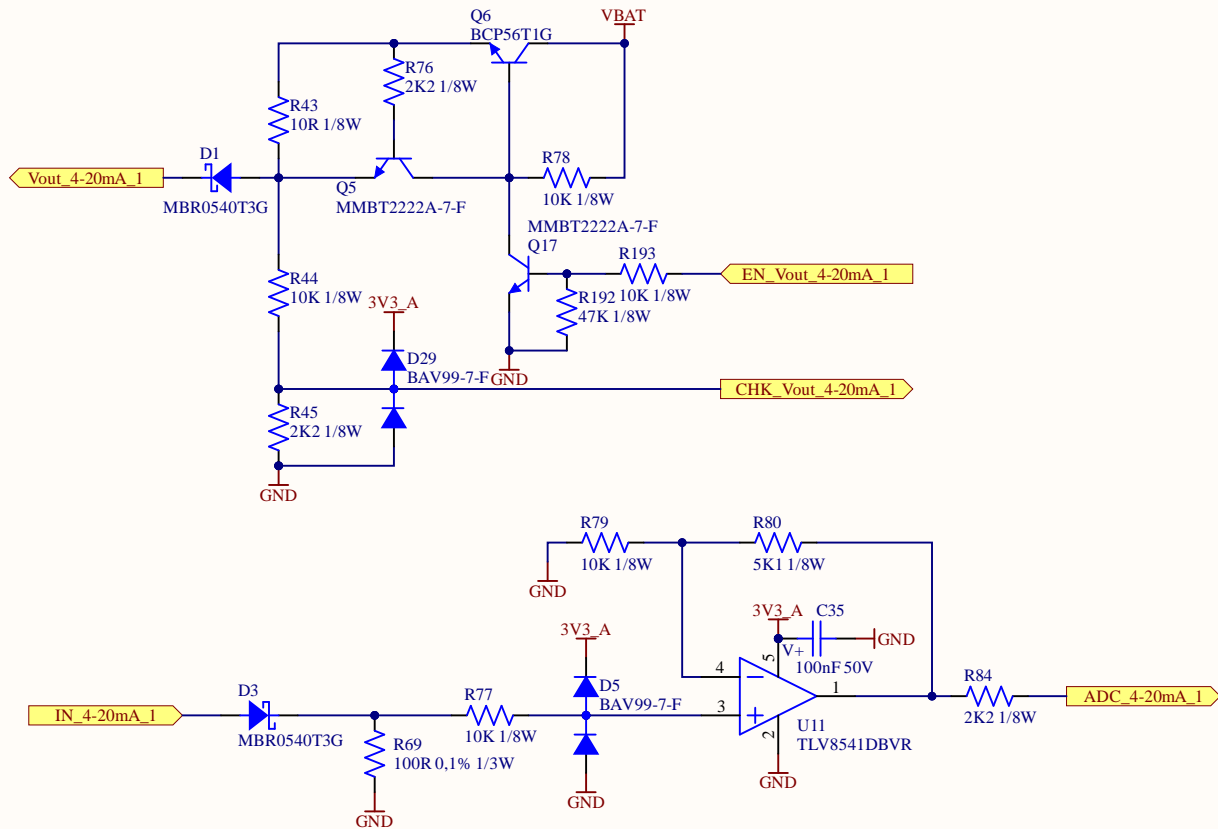 Q6
BCP56T1G
VBAT
R76
2K2 1/8W
R43
10R 1/8W
D1
Vout_4-20mA_1
MBR0540T3G
Q5
MMBT2222A-7-F
R78
10K 1/8W
MMBT2222A-7-F
Q17
R193
10K 1/8W
EN_Vout_4-20mA_1
R192
47K 1/8W
GND
R44
10K 1/8W
3V3_A
D29
BAV99-7-F
CHK_Vout_4-20mA_1
R45
2K2 1/8W
GND
R79
10K 1/8W
GND
R80
5K1 1/8W
3V3_A
C35
GND
V+
100nF 50V
5
4
3
1
2
U11
TLV8541DBVR
GND
R84
2K2 1/8W
ADC_4-20mA_1
3V3_A
D5
BAV99-7-F
GND
R77
10K 1/8W
IN_4-20mA_1
D3
MBR0540T3G
R69
100R 0,1% 1/3W
GND